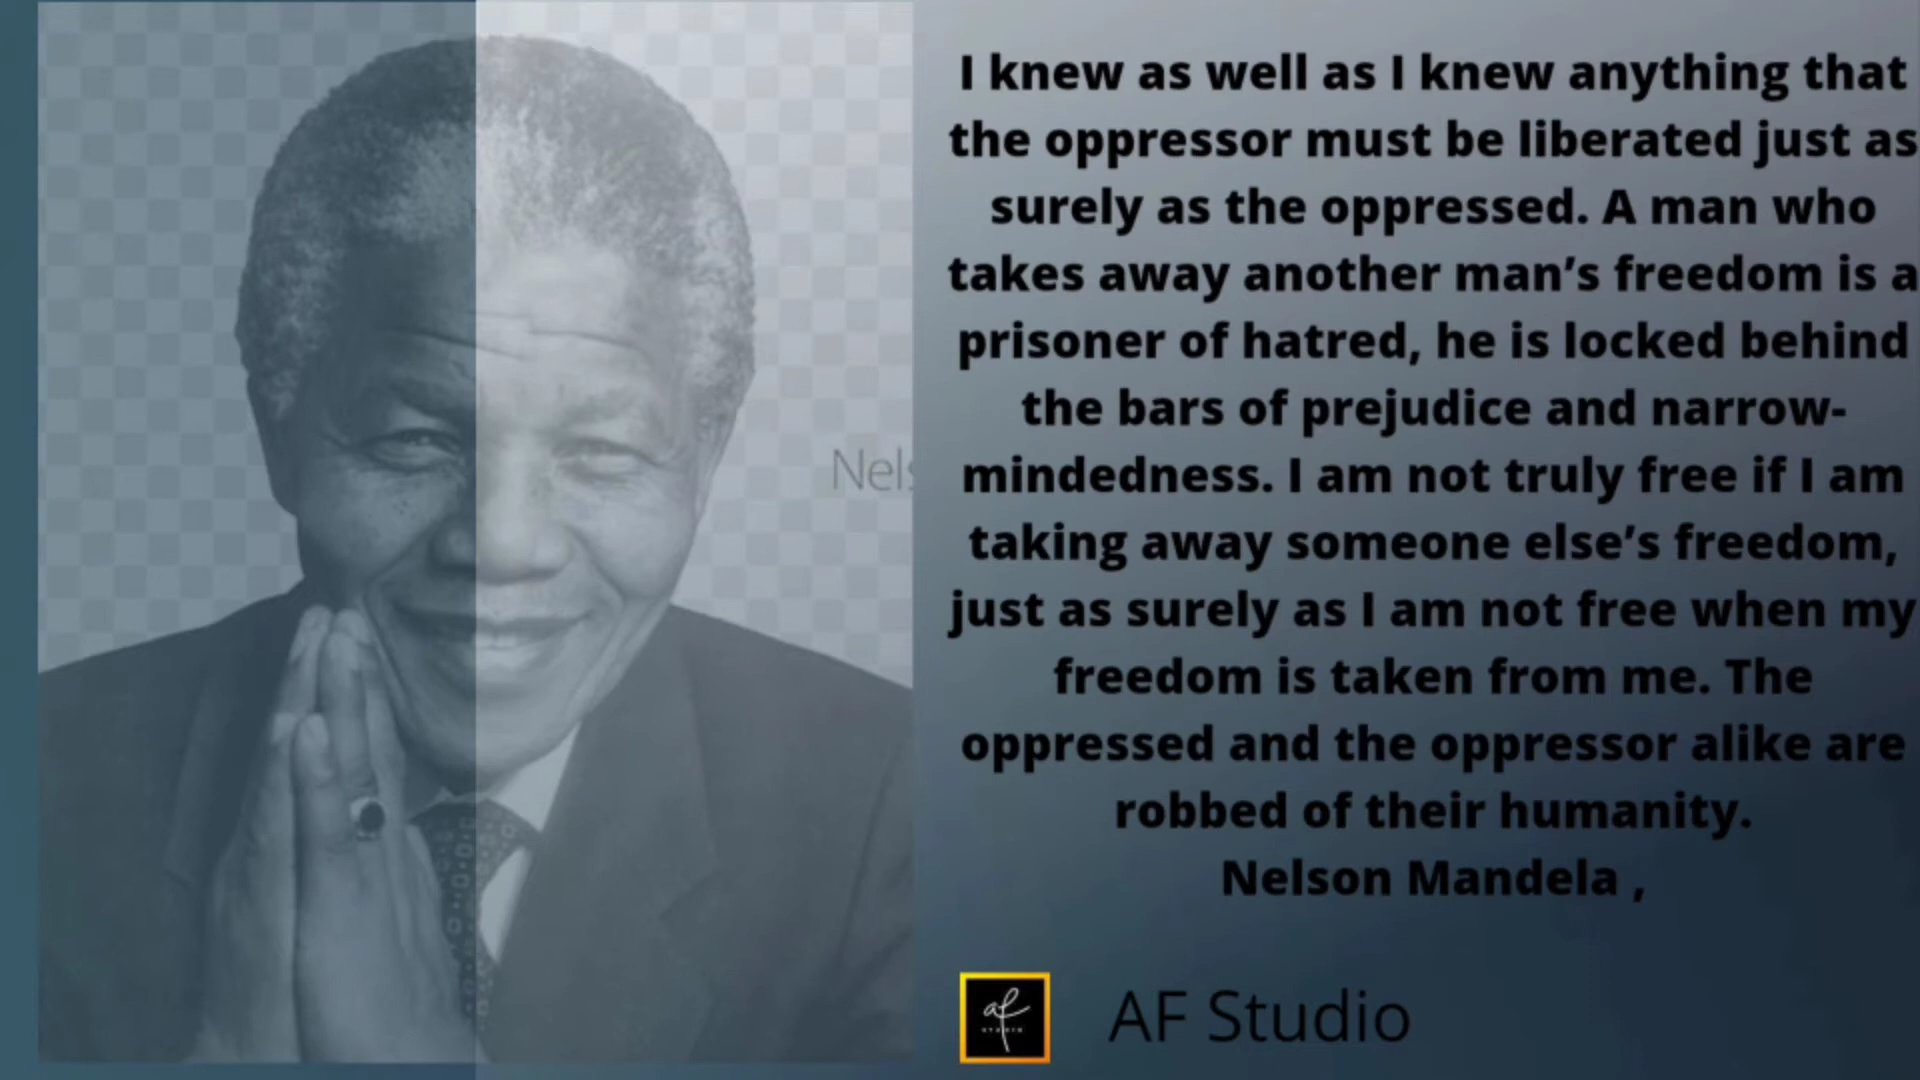 I knew as well as I knew anything that
the oppressor must be liberated just as
surely as the oppressed. A man who
takes away another man’s freedom is a
prisoner of hatred, he is locked behind
the bars of prejudice and narrow-
mindedness. I am not truly free if I am
taking away someone else’s freedom,
just as surely as I am not free when my
freedom is taken from me. The
oppressed and the oppressor alike are
robbed of their humanity.
Nelson Mandela ,
Nels
af
STUDIO
AF Studio